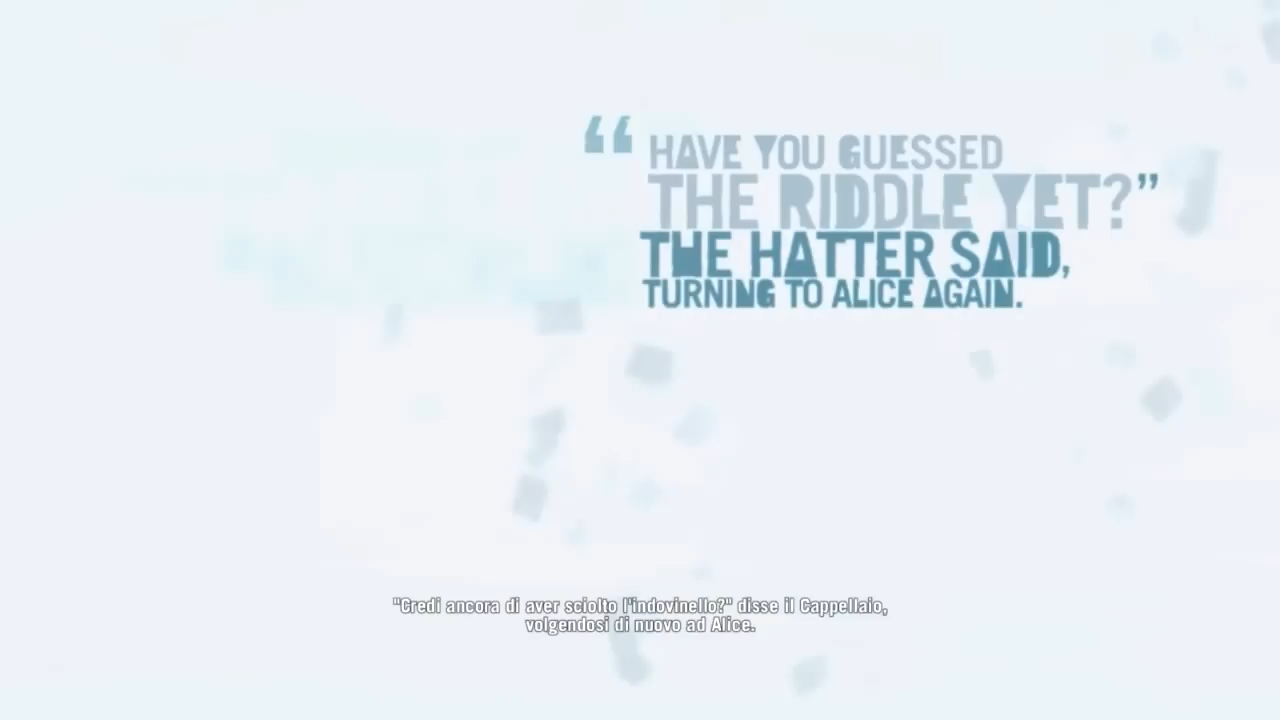 “HAVE YOU GUESSED
THE RIDDLE YET?”
THE HATTER SAID,
TURNING TO ALICE AGAIN.
"Credi ancora di aver sciolto l'indovinello?" disse il Cappellaio,
volgendosi di nuovo ad Alice.